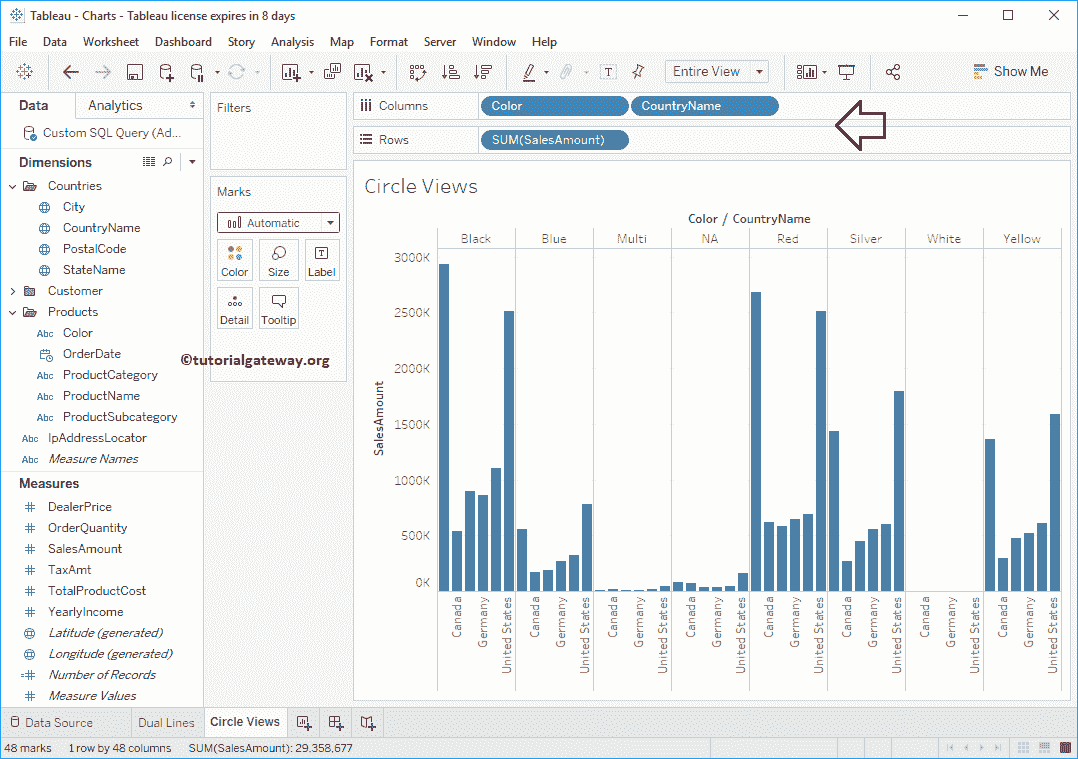 Tableau - Charts - Tableau license expires in 8 days
File Data Worksheet Dashboard Story Analysis Map Format Server Window Help
Entire View
Show Me
Data Analytics
Custom SQL Query (Ad...
Dimensions
Countries
City
CountryName
PostalCode
StateName
Customer
Products
Abc Color
OrderDate
Abc ProductCategory
Abc ProductName
Abc ProductSubcategory
Abc IpAddressLocator
Abc Measure Names
Measures
DealerPrice
OrderQuantity
SalesAmount
TaxAmt
TotalProductCost
YearlyIncome
Latitude (generated)
Longitude (generated)
Number of Records
Measure Values
Filters
Marks
Automatic
Color Size Label
Detail Tooltip
©tutorialgateway.org
Columns Color CountryName
Rows SUM(SalesAmount)
Circle Views
Color / CountryName
Black Blue Multi NA Red Silver White Yellow
SalesAmount
3000K
2500K
2000K
1500K
1000K
500K
0K
Canada Germany United States Canada Germany United States Canada Germany United States Canada Germany United States Canada Germany United States Canada Germany United States Canada Germany United States Canada Germany United States
Data Source Dual Lines Circle Views
48 marks 1 row by 48 columns SUM(SalesAmount): 29,358,677